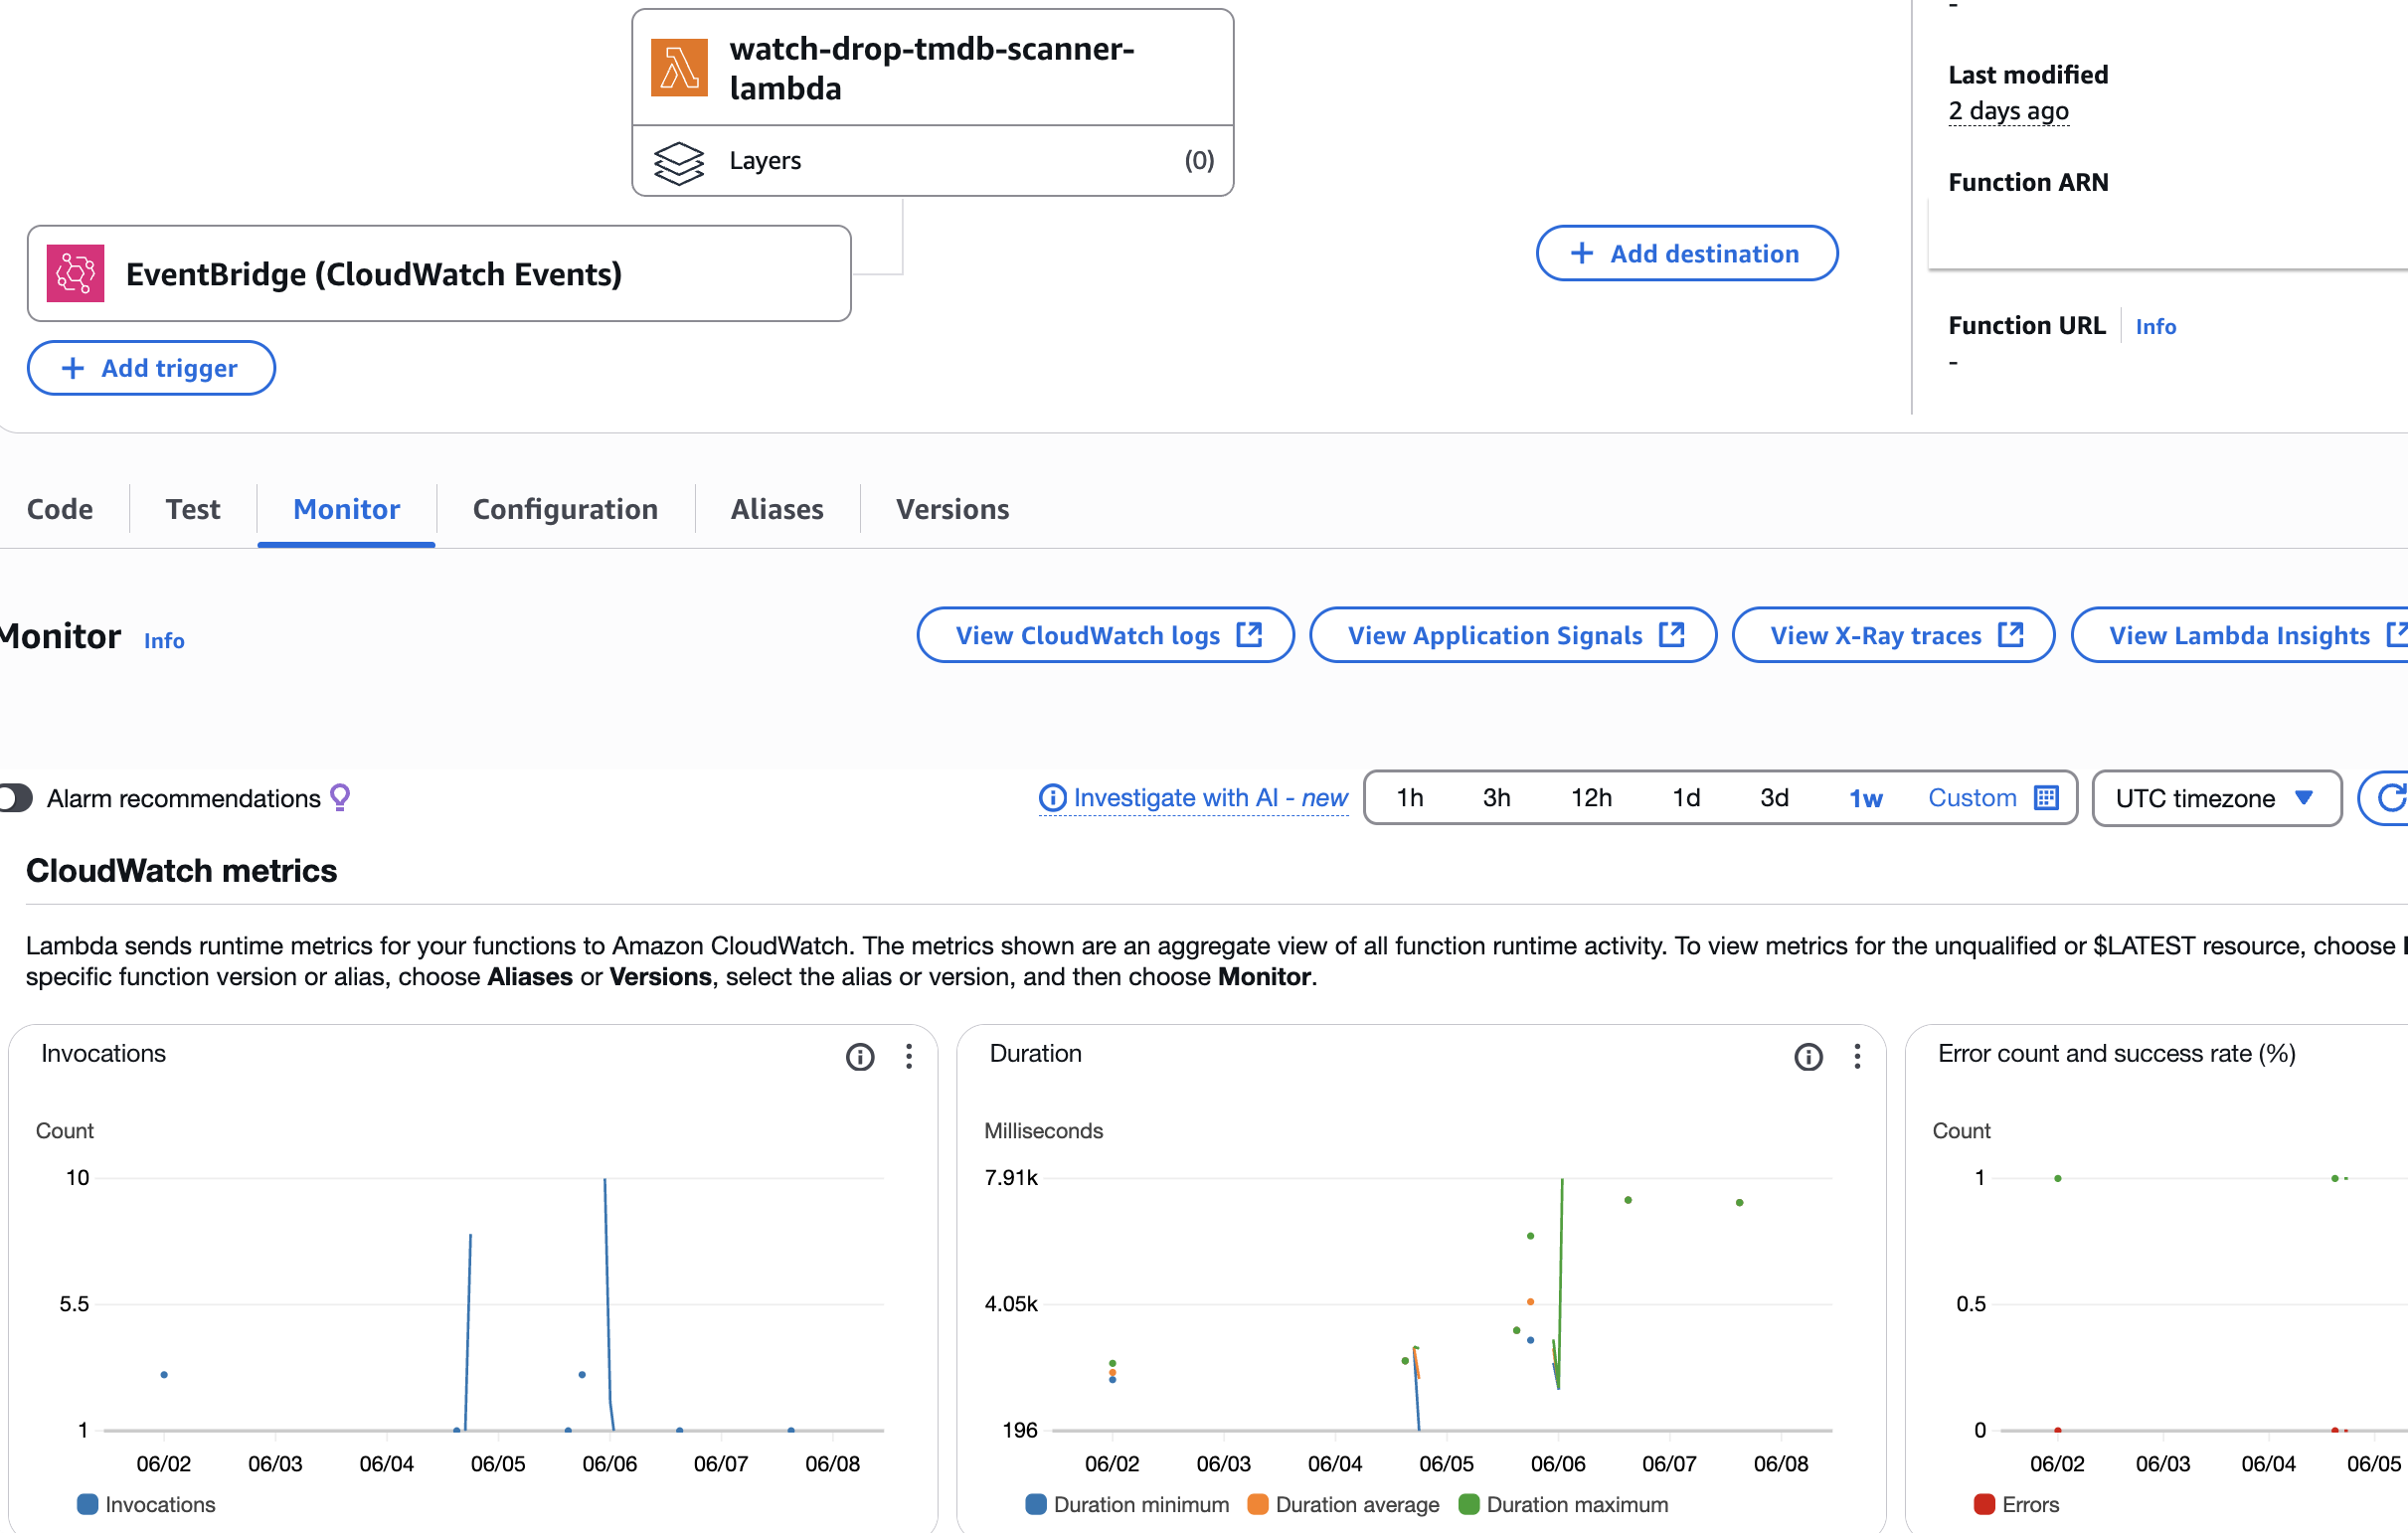 watch-drop-tmdb-scanner-
lambda
Layers
(0)
EventBridge (CloudWatch Events)
+ Add trigger
+ Add destination
-
Last modified
2 days ago
Function ARN
Function URL
Info
-
Code
Test
Monitor
Configuration
Aliases
Versions
Monitor
Info
View CloudWatch logs
View Application Signals
View X-Ray traces
View Lambda Insights
Alarm recommendations
Investigate with AI - new
1h
3h
12h
1d
3d
1w
Custom
UTC timezone
CloudWatch metrics
Lambda sends runtime metrics for your functions to Amazon CloudWatch. The metrics shown are an aggregate view of all function runtime activity. To view metrics for the unqualified or $LATEST resource, choose
specific function version or alias, choose Aliases or Versions, select the alias or version, and then choose Monitor.
Invocations
Count
10
5.5
1
06/02
06/03
06/04
06/05
06/06
06/07
06/08
Invocations
Duration
Milliseconds
7.91k
4.05k
196
06/02
06/03
06/04
06/05
06/06
06/07
06/08
Duration minimum
Duration average
Duration maximum
Error count and success rate (%)
Count
1
0.5
0
06/02
06/03
06/04
06/05
Errors